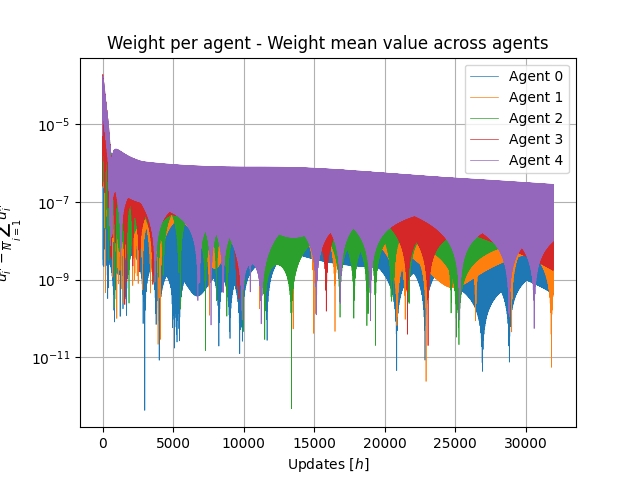 Weight per agent - Weight mean value across agents
Agent 0
Agent 1
Agent 2
Agent 3
Agent 4
10⁻⁵
10⁻⁷
10⁻⁹
10⁻¹¹
0 5000 10000 15000 20000 25000 30000
Updates [h]